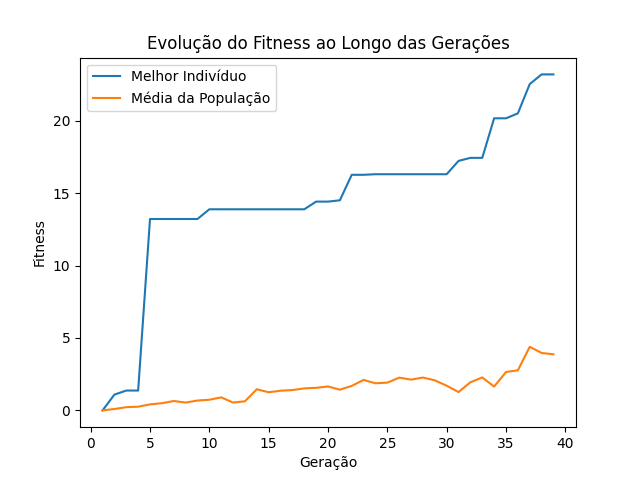 Evolução do Fitness ao Longo das Gerações
Melhor Indivíduo
Média da População
Fitness
20
15
10
5
0
0 5 10 15 20 25 30 35 40
Geração